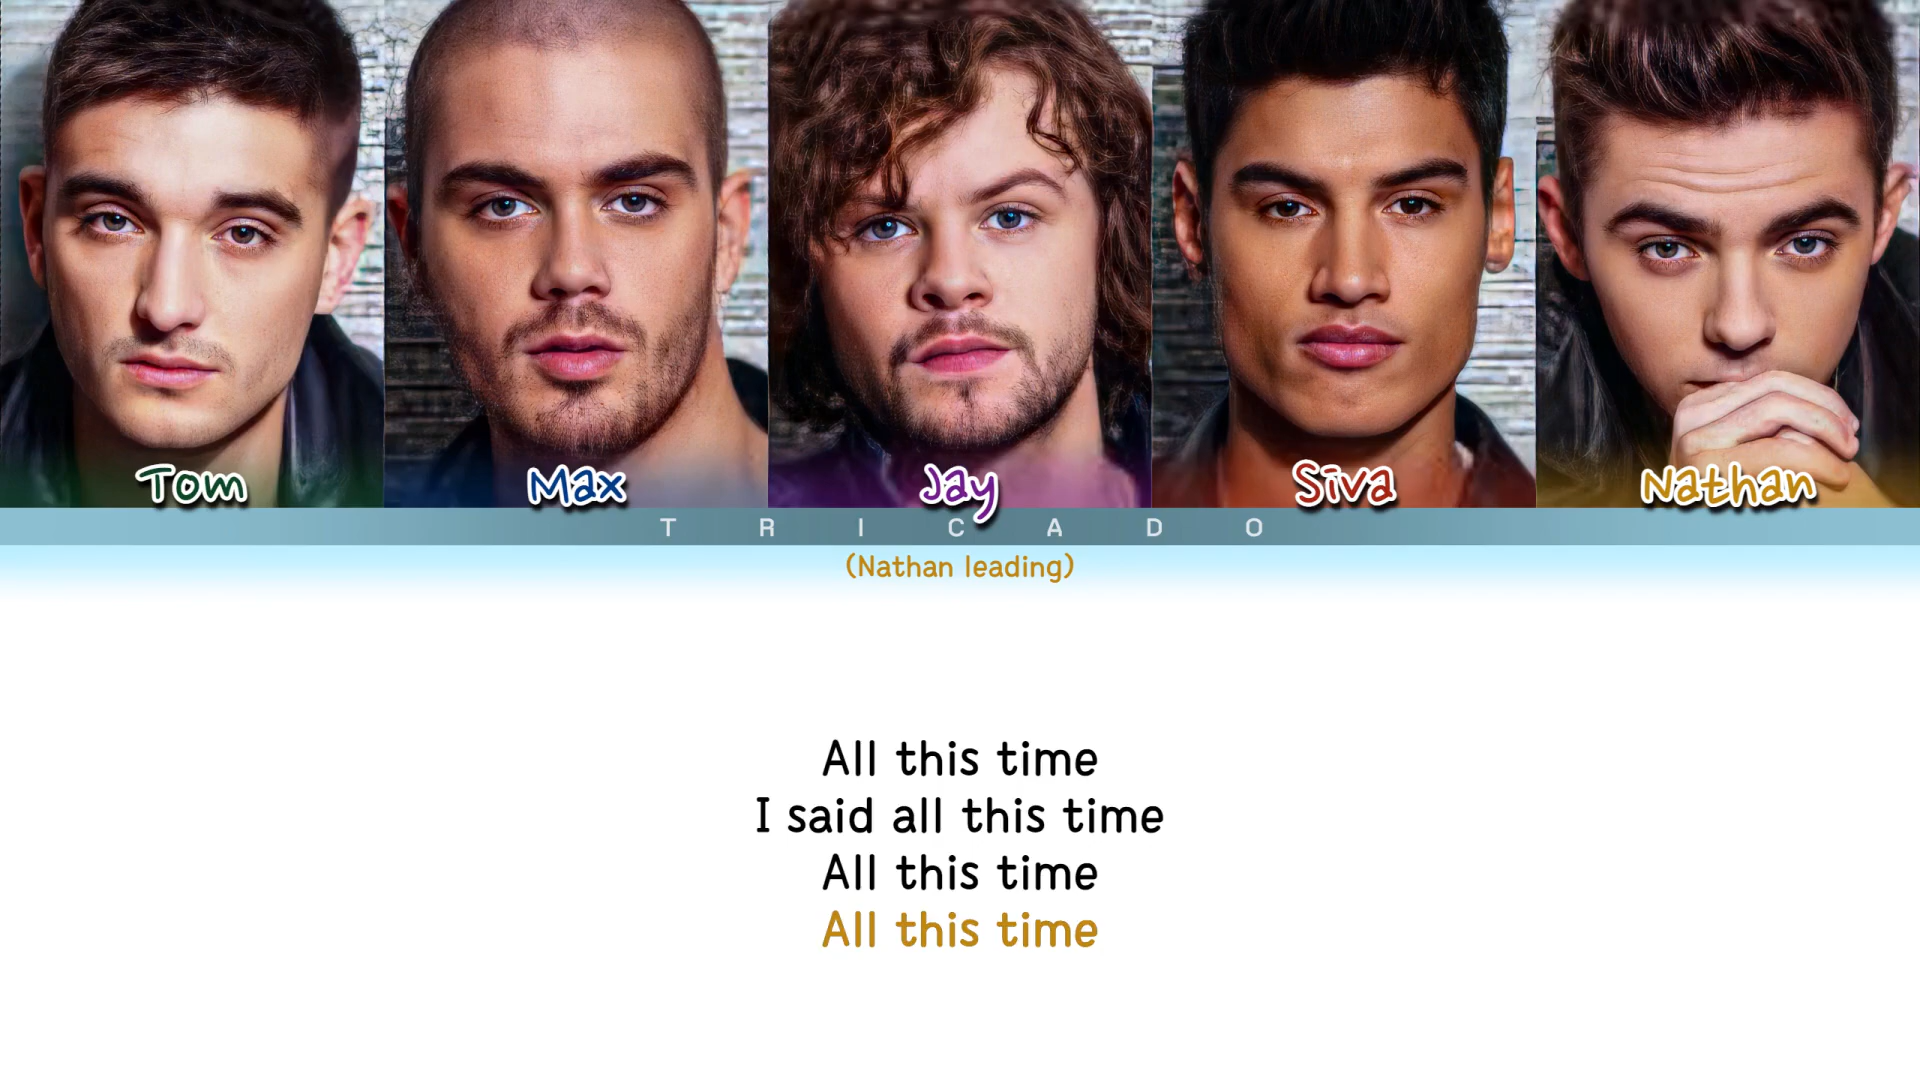 Tom Max Jay Siva Nathan
TRICADO
(Nathan leading)
All this time
I said all this time
All this time
All this time